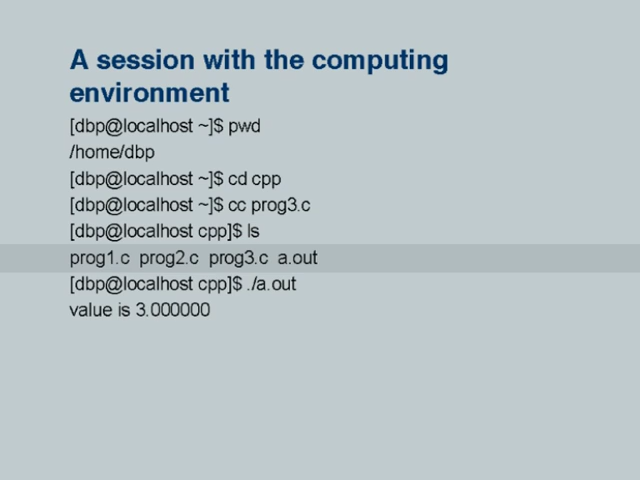 A session with the computing
environment
[dbp@localhost ~]$ pwd
/home/dbp
[dbp@localhost ~]$ cd cpp
[dbp@localhost ~]$ cc prog3.c
[dbp@localhost cpp]$ ls
prog1.c prog2.c prog3.c a.out
[dbp@localhost cpp]$ ./a.out
value is 3.000000